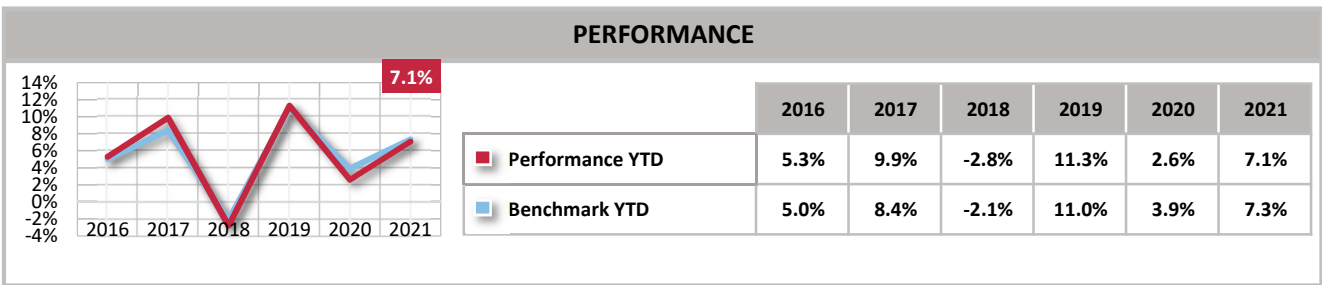 PERFORMANCE
7.1%
14%
12%
10%
8%
6%
4%
2%
0%
-2%
-4%
2016 2017 2018 2019 2020 2021
2016 2017 2018 2019 2020 2021
Performance YTD 5.3% 9.9% -2.8% 11.3% 2.6% 7.1%
Benchmark YTD 5.0% 8.4% -2.1% 11.0% 3.9% 7.3%